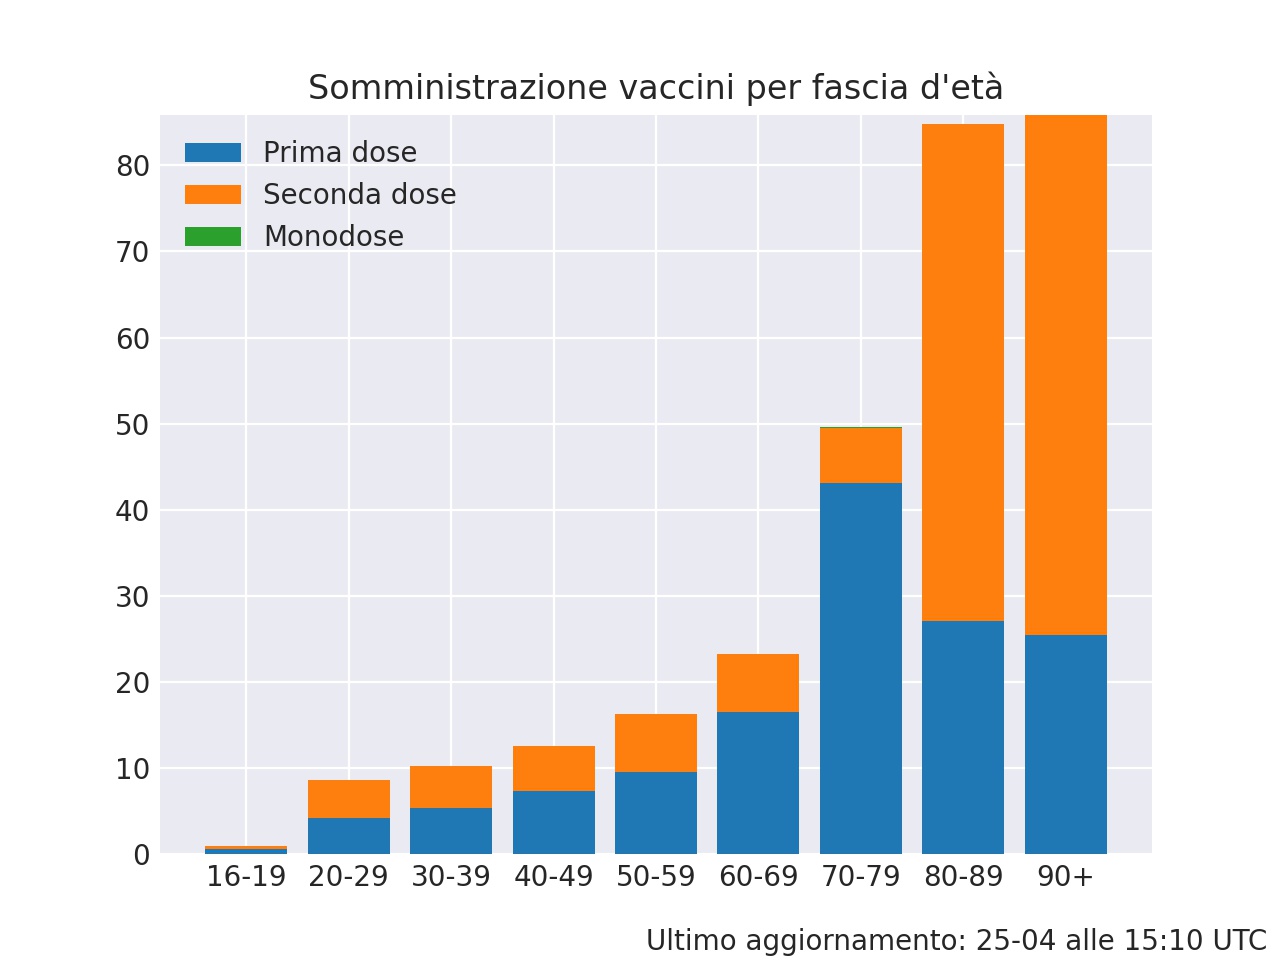 Somministrazione vaccini per fascia d'età
Prima dose
Seconda dose
Monodose
80
70
60
50
40
30
20
10
0
16-19 20-29 30-39 40-49 50-59 60-69 70-79 80-89 90+
Ultimo aggiornamento: 25-04 alle 15:10 UTC